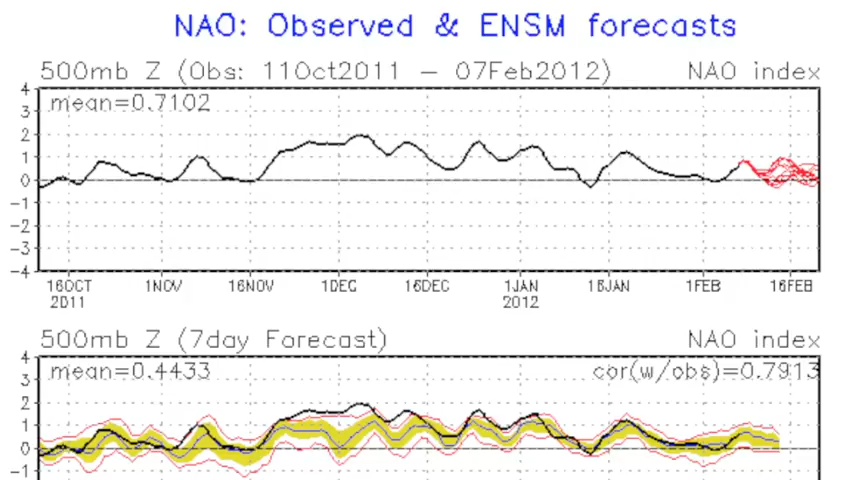 NAO: Observed & ENSM forecasts
500mb Z (Obs: 11Oct2011 – 07Feb2012) NAO index
4
mean=0.7102
3
2
1
0
-1
-2
-3
-4
16OCT 1NOV 16NOV 1DEC 16DEC 1JAN 16JAN 1FEB 16FEB
2011 2012
500mb Z (7day Forecast) NAO index
4
mean=0.4433 cor(w/obs)=0.7913
3
2
1
0
-1